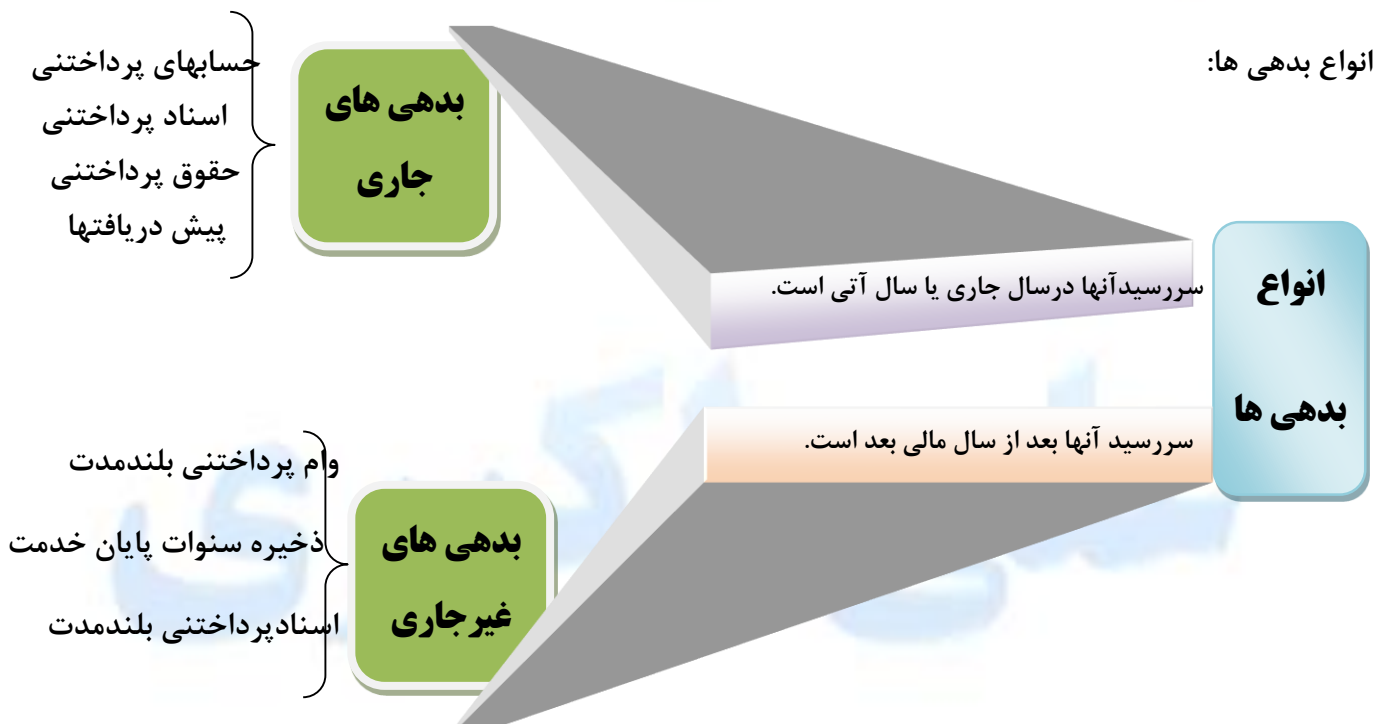 انواع بدهی ها:
انواع
بدهی ها
سررسیدآنها درسال جاری یا سال آتی است.
بدهی های
جاری
حسابهای پرداختنی
اسناد پرداختنی
حقوق پرداختنی
پیش دریافتها
سررسید آنها بعد از سال مالی بعد است.
بدهی های
غیرجاری
وام پرداختنی بلندمدت
ذخیره سنوات پایان خدمت
اسنادپرداختنی بلندمدت